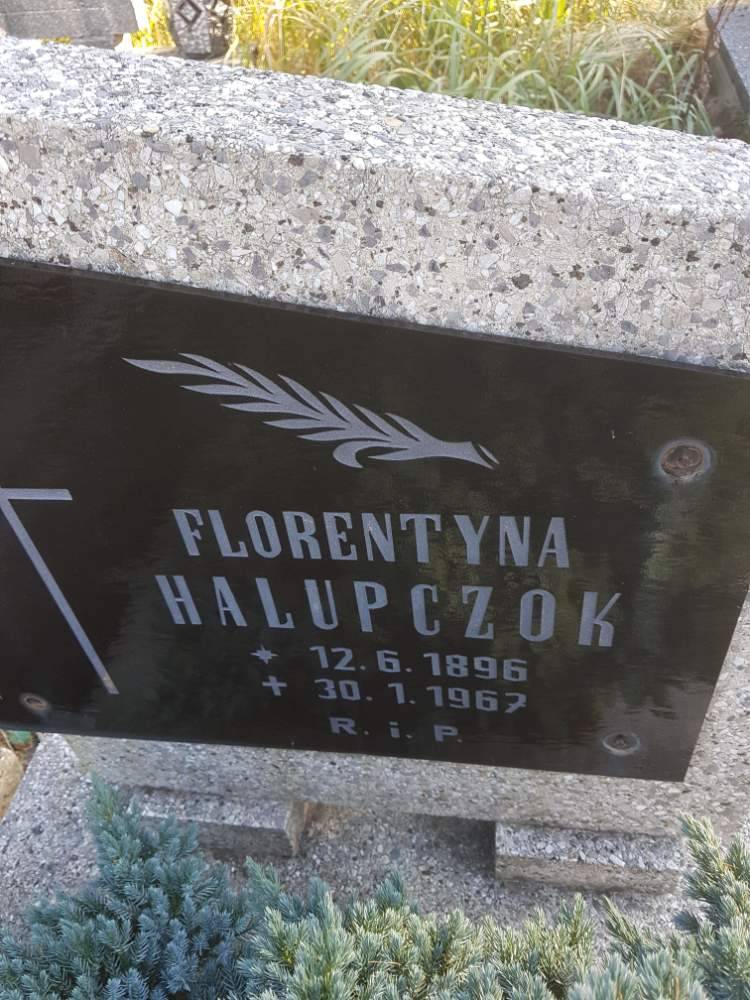 FLORENTYNA
HALUPCZOK
* 12. 6. 1896
+ 30. 1. 1967
R. i. P.